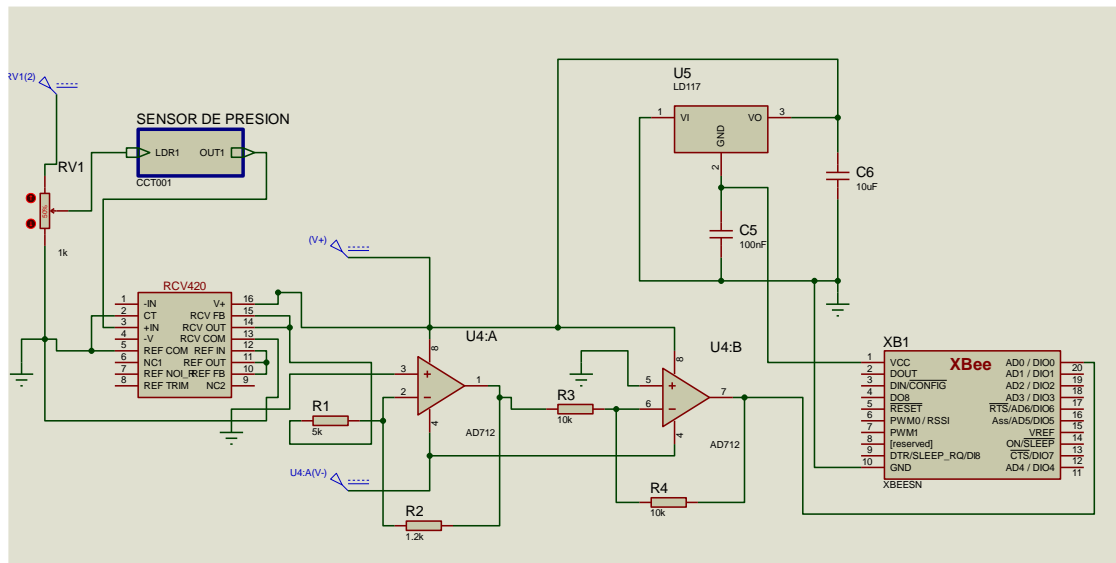 RV1(2)
SENSOR DE PRESION
LDR1
OUT1
CCT001
RV1
50%
1k
RCV420
1
-IN
2
CT
3
+IN
4
-V
5
REF COM
6
NC1
7
REF NOI_R
8
REF TRIM
V+
16
RCV FB
15
RCV OUT
14
RCV COM
13
REF IN
12
REF OUT
11
REF FB
10
NC2
9
(V+)
U4:A
8
3
2
1
4
AD712
R1
5k
U4:A(V-)
R2
1.2k
R3
10k
U4:B
8
5
6
7
4
AD712
R4
10k
U5
LD117
1
VI
VO
3
GND
2
C5
100nF
C6
10uF
XB1
XBee
1
VCC
2
DOUT
3
DIN/CONFIG
4
DO8
5
RESET
6
PWM0 / RSSI
7
PWM1
8
[reserved]
9
DTR/SLEEP_RQ/DI8
10
GND
AD0 / DIO0
20
AD1 / DIO1
19
AD2 / DIO2
18
AD3 / DIO3
17
RTS/AD6/DIO6
16
Ass/AD5/DIO5
15
VREF
14
ON/SLEEP
13
CTS/DIO7
12
AD4 / DIO4
11
XBEESN